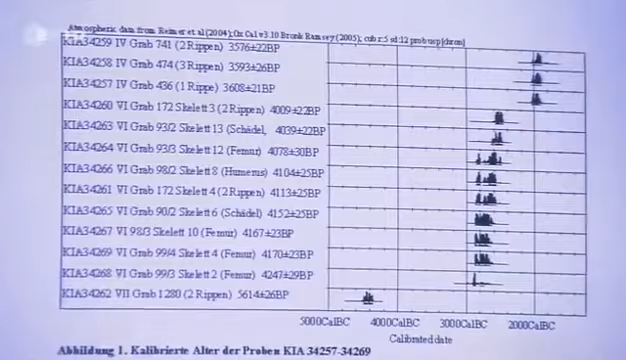 Atmospheric data from Reimer et al (2004); Ox Cal v3.10 Bronk Ramsey (2005); cub r:5 sd:12 prob usp[chron]
KIA34259 IV Grab 741 (2 Rippen) 3576±22BP
KIA34258 IV Grab 474 (3 Rippen) 3593±26BP
KIA34257 IV Grab 436 (1 Rippe) 3608±21BP
KIA34260 VI Grab 172 Skelett 3 (2 Rippen) 4009±22BP
KIA34263 VI Grab 93/2 Skelett 13 (Schädel, 4039±22BP
KIA34264 VI Grab 93/3 Skelett 12 (Femur) 4078±30BP
KIA34266 VI Grab 98/2 Skelett 8 (Humerus) 4104±25BP
KIA34261 VI Grab 172 Skelett 4 (2 Rippen) 4113±25BP
KIA34265 VI Grab 90/2 Skelett 6 (Schädel) 4152±25BP
KIA34267 VI 98/3 Skelett 10 (Femur) 4167±23BP
KIA34269 VI Grab 99/4 Skelett 4 (Femur) 4170±23BP
KIA34268 VI Grab 99/3 Skelett 2 (Femur) 4247±29BP
KIA34262 VII Grab 1280 (2 Rippen) 5614±26BP
5000CalBC 4000CalBC 3000CalBC 2000CalBC
Calibrated date
Abbildung 1. Kalibrierte Alter der Proben KIA 34257-34269